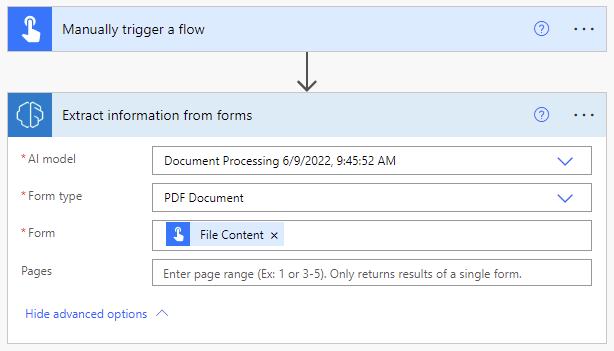 Manually trigger a flow
Extract information from forms
* AI model
Document Processing 6/9/2022, 9:45:52 AM
* Form type
PDF Document
* Form
File Content ×
Pages
Enter page range (Ex: 1 or 3-5). Only returns results of a single form.
Hide advanced options